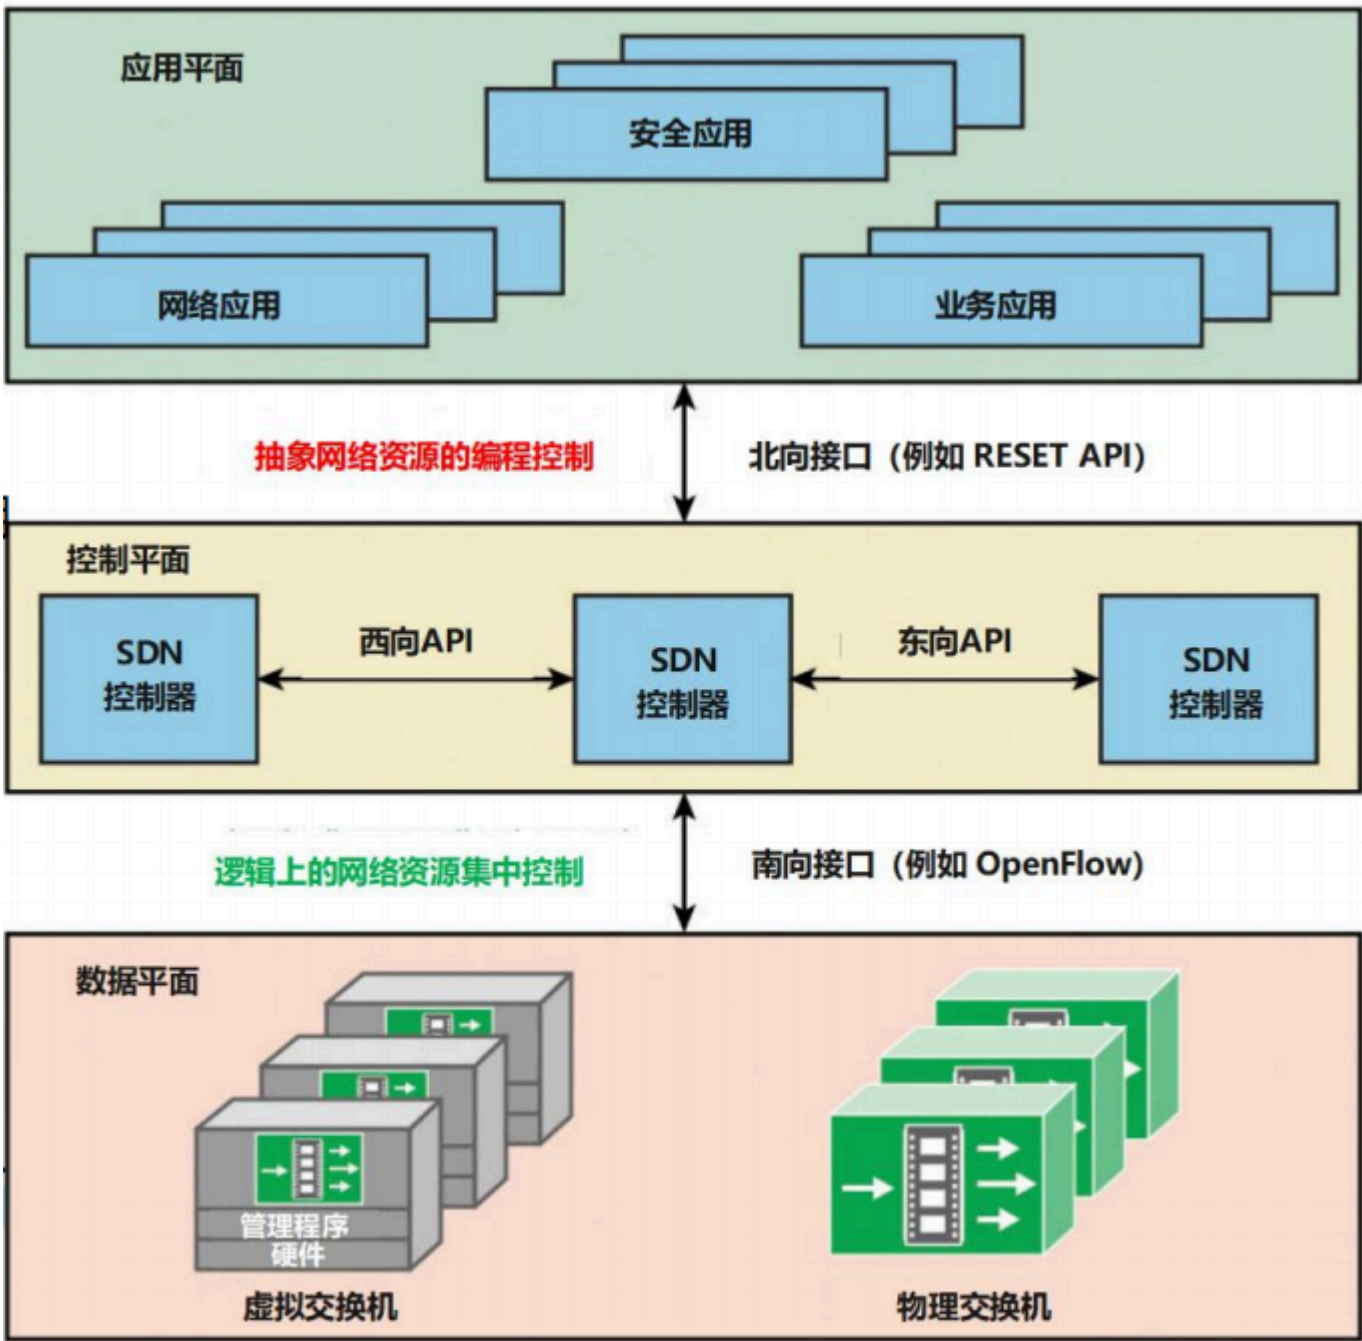 应用平面
安全应用
网络应用
业务应用
抽象网络资源的编程控制
北向接口（例如 RESET API）
控制平面
SDN
控制器
西向API
SDN
控制器
东向API
SDN
控制器
逻辑上的网络资源集中控制
南向接口（例如 OpenFlow）
数据平面
管理程序
硬件
虚拟交换机
物理交换机